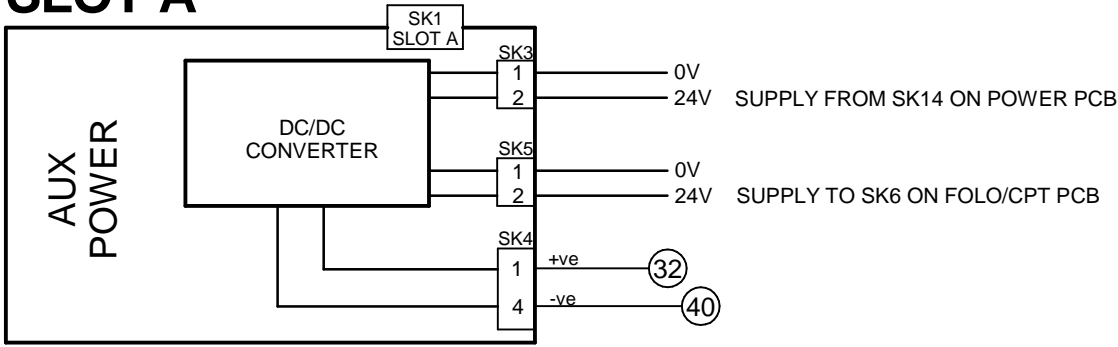 SLOT A
SK1
SLOT A
AUX
POWER
DC/DC
CONVERTER
SK3
1 0V
2 24V SUPPLY FROM SK14 ON POWER PCB
SK5
1 0V
2 24V SUPPLY TO SK6 ON FOLO/CPT PCB
SK4
1 +ve 32
4 -ve 40